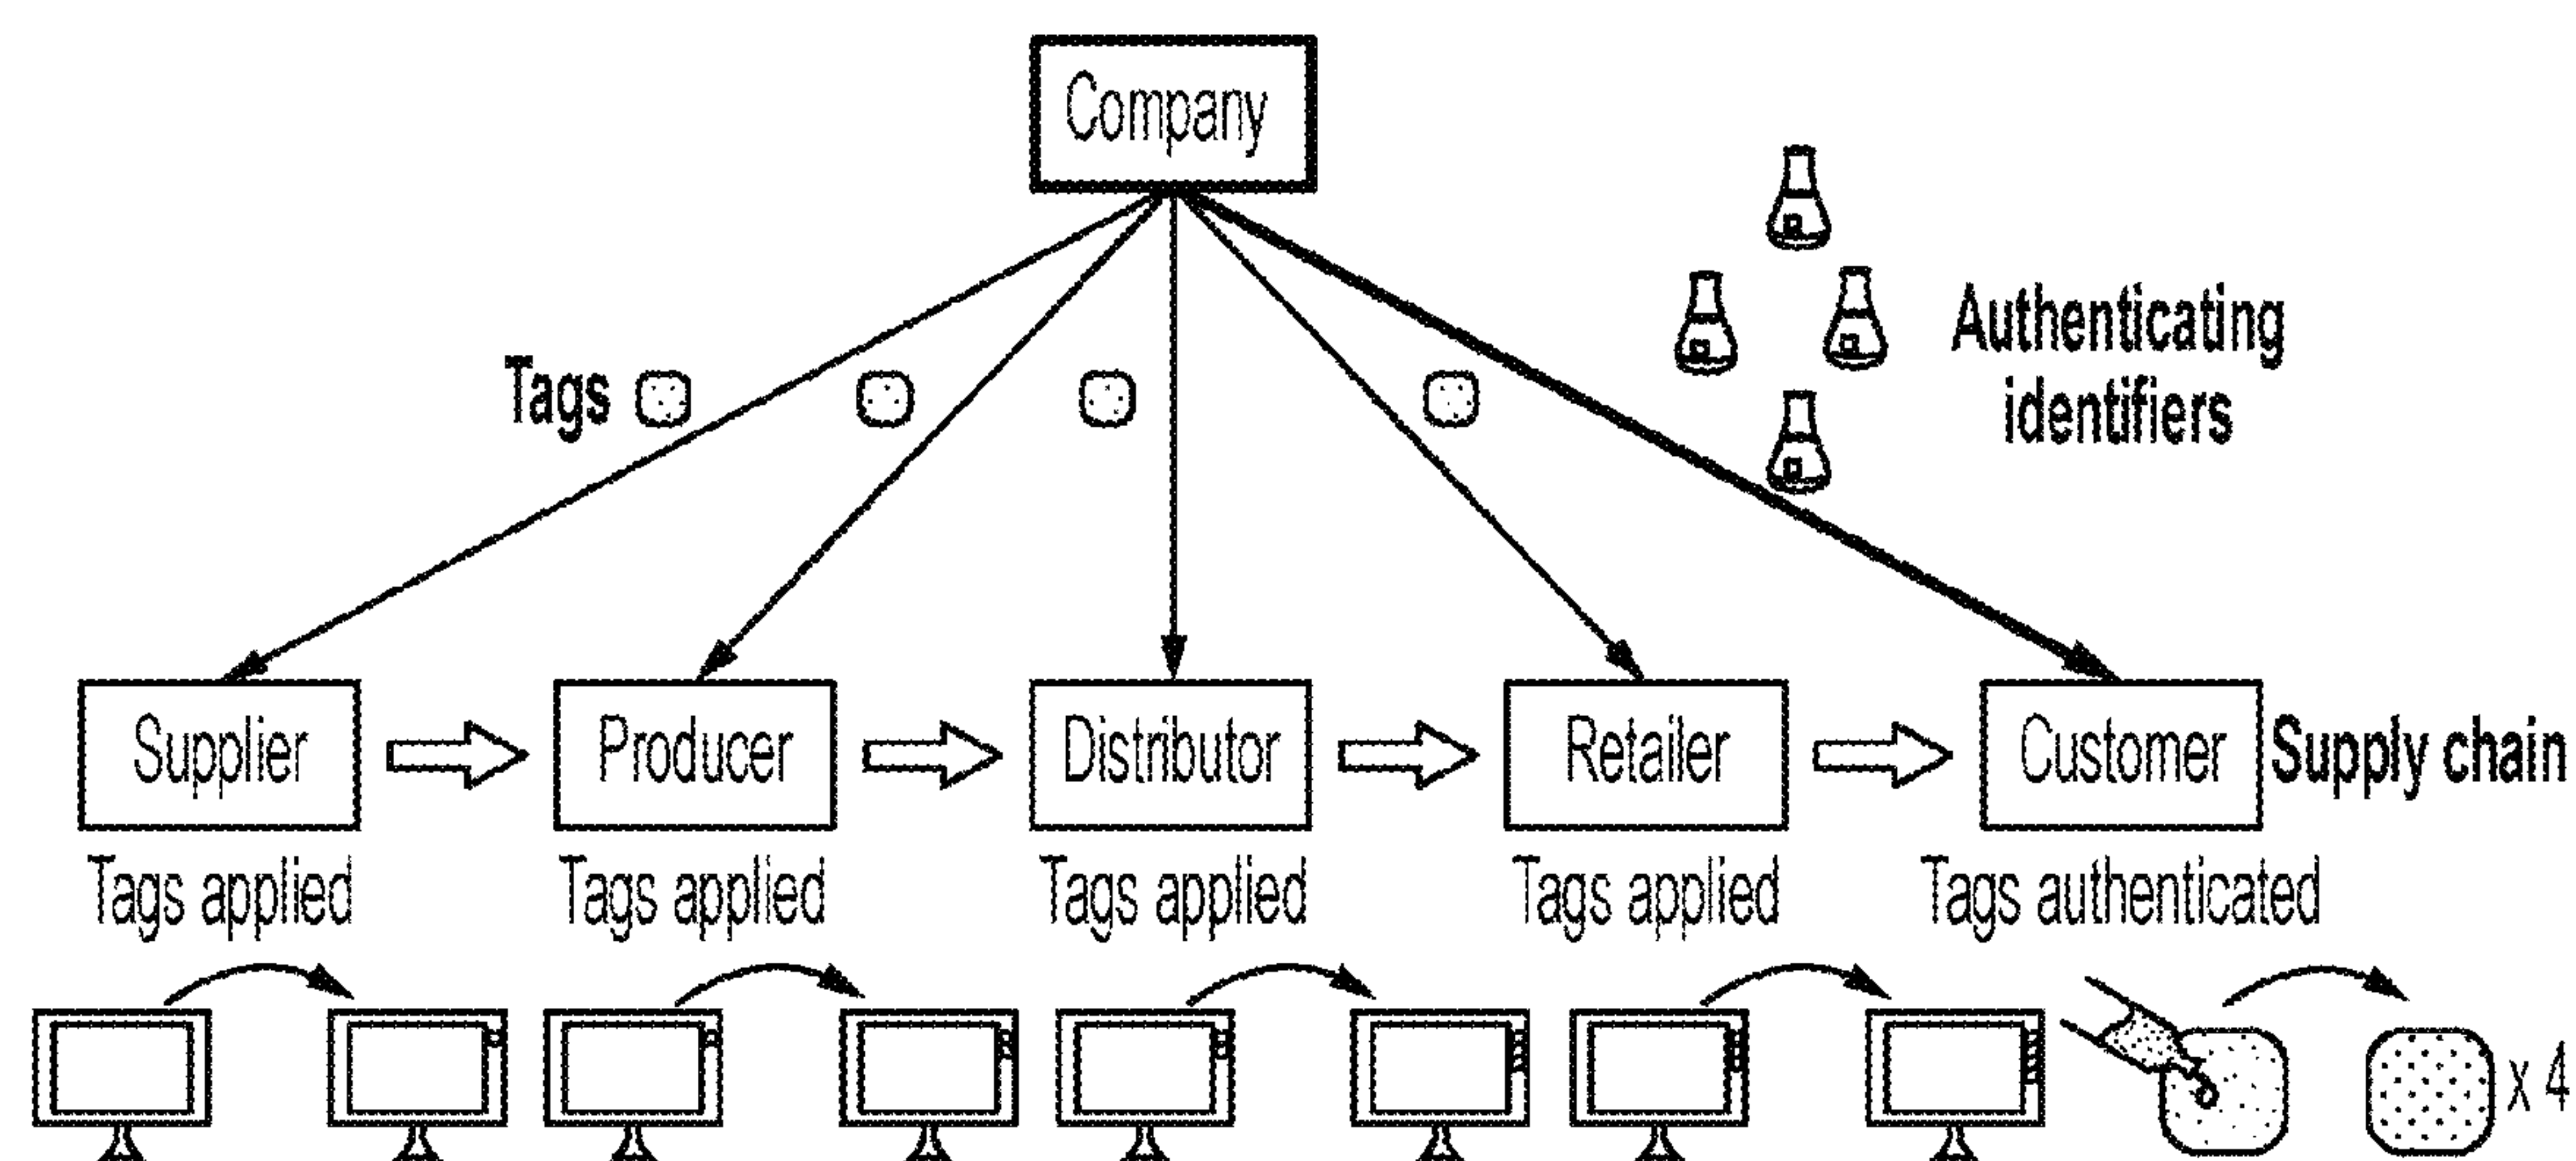 Company
Authenticating
identifiers
Tags
Supplier
Producer
Distributor
Retailer
Customer
Supply chain
Tags applied
Tags applied
Tags applied
Tags applied
Tags authenticated
x 4